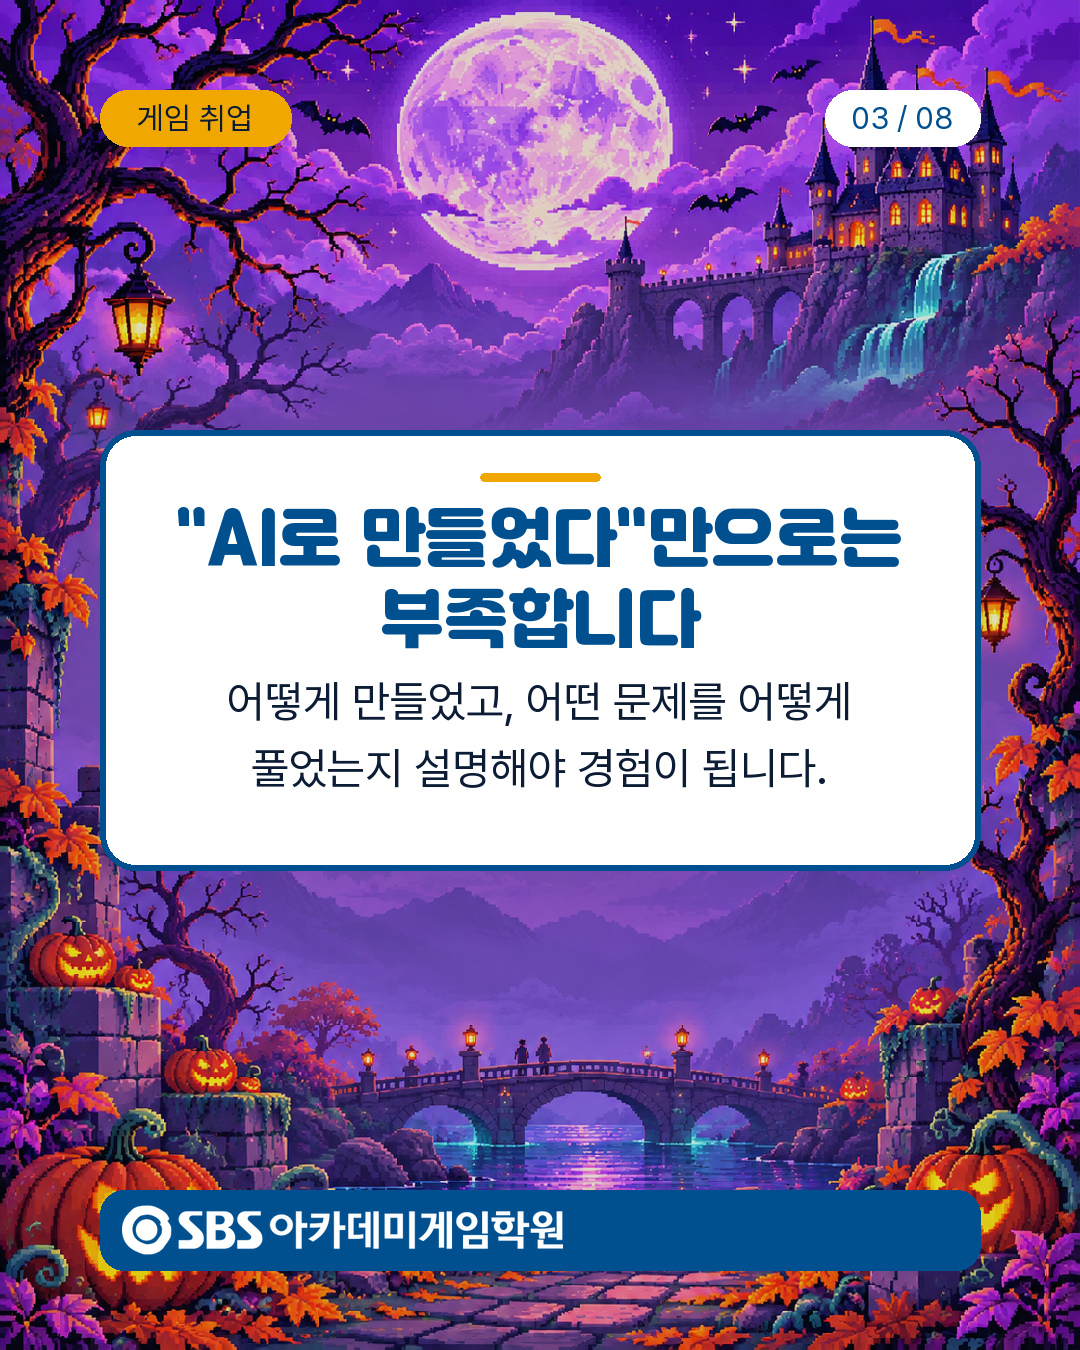 게임 취업
03 / 08
"AI로 만들었다"만으로는
부족합니다
어떻게 만들었고, 어떤 문제를 어떻게
풀었는지 설명해야 경험이 됩니다.
SBS 아카데미게임학원